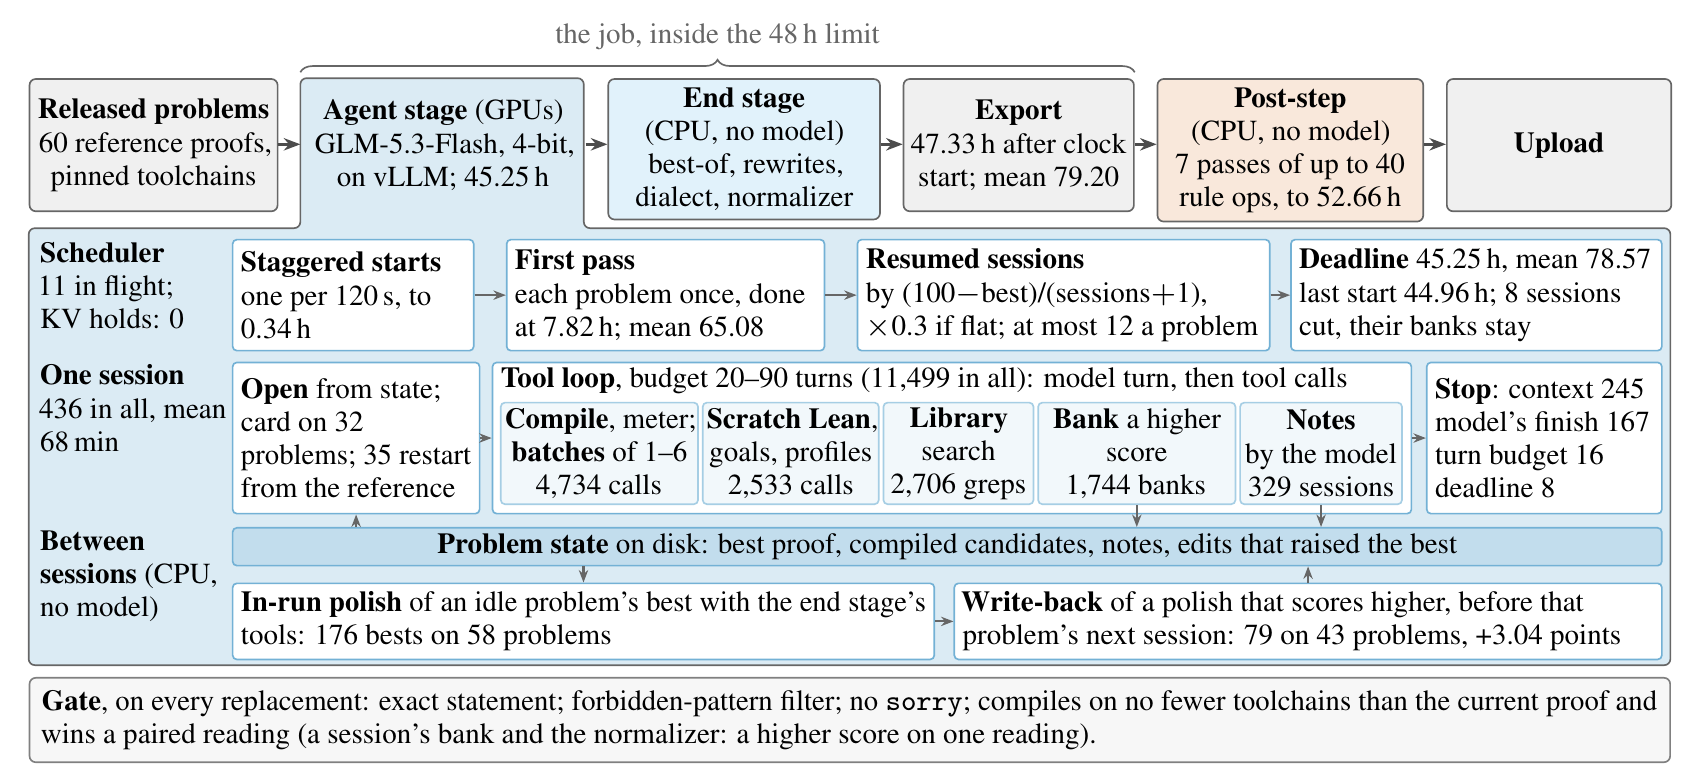 the job, inside the 48 h limit
Released problems
60 reference proofs,
pinned toolchains
Agent stage (GPUs)
GLM-5.3-Flash, 4-bit,
on vLLM; 45.25 h
End stage
(CPU, no model)
best-of, rewrites,
dialect, normalizer
Export
47.33 h after clock
start; mean 79.20
Post-step
(CPU, no model)
7 passes of up to 40
rule ops, to 52.66 h
Upload
Scheduler
11 in flight;
KV holds: 0
Staggered starts
one per 120 s, to
0.34 h
First pass
each problem once, done
at 7.82 h; mean 65.08
Resumed sessions
by (100−best)/(sessions+1),
×0.3 if flat; at most 12 a problem
Deadline 45.25 h, mean 78.57
last start 44.96 h; 8 sessions
cut, their banks stay
One session
436 in all, mean
68 min
Open from state;
card on 32
problems; 35 restart
from the reference
Tool loop, budget 20–90 turns (11,499 in all): model turn, then tool calls
Compile, meter;
batches of 1–6
4,734 calls
Scratch Lean,
goals, profiles
2,533 calls
Library
search
2,706 greps
Bank a higher
score
1,744 banks
Notes
by the model
329 sessions
Stop: context 245
model's finish 167
turn budget 16
deadline 8
Between
sessions (CPU,
no model)
Problem state on disk: best proof, compiled candidates, notes, edits that raised the best
In-run polish of an idle problem's best with the end stage's
tools: 176 bests on 58 problems
Write-back of a polish that scores higher, before that
problem's next session: 79 on 43 problems, +3.04 points
Gate, on every replacement: exact statement; forbidden-pattern filter; no sorry; compiles on no fewer toolchains than the current proof and
wins a paired reading (a session's bank and the normalizer: a higher score on one reading).